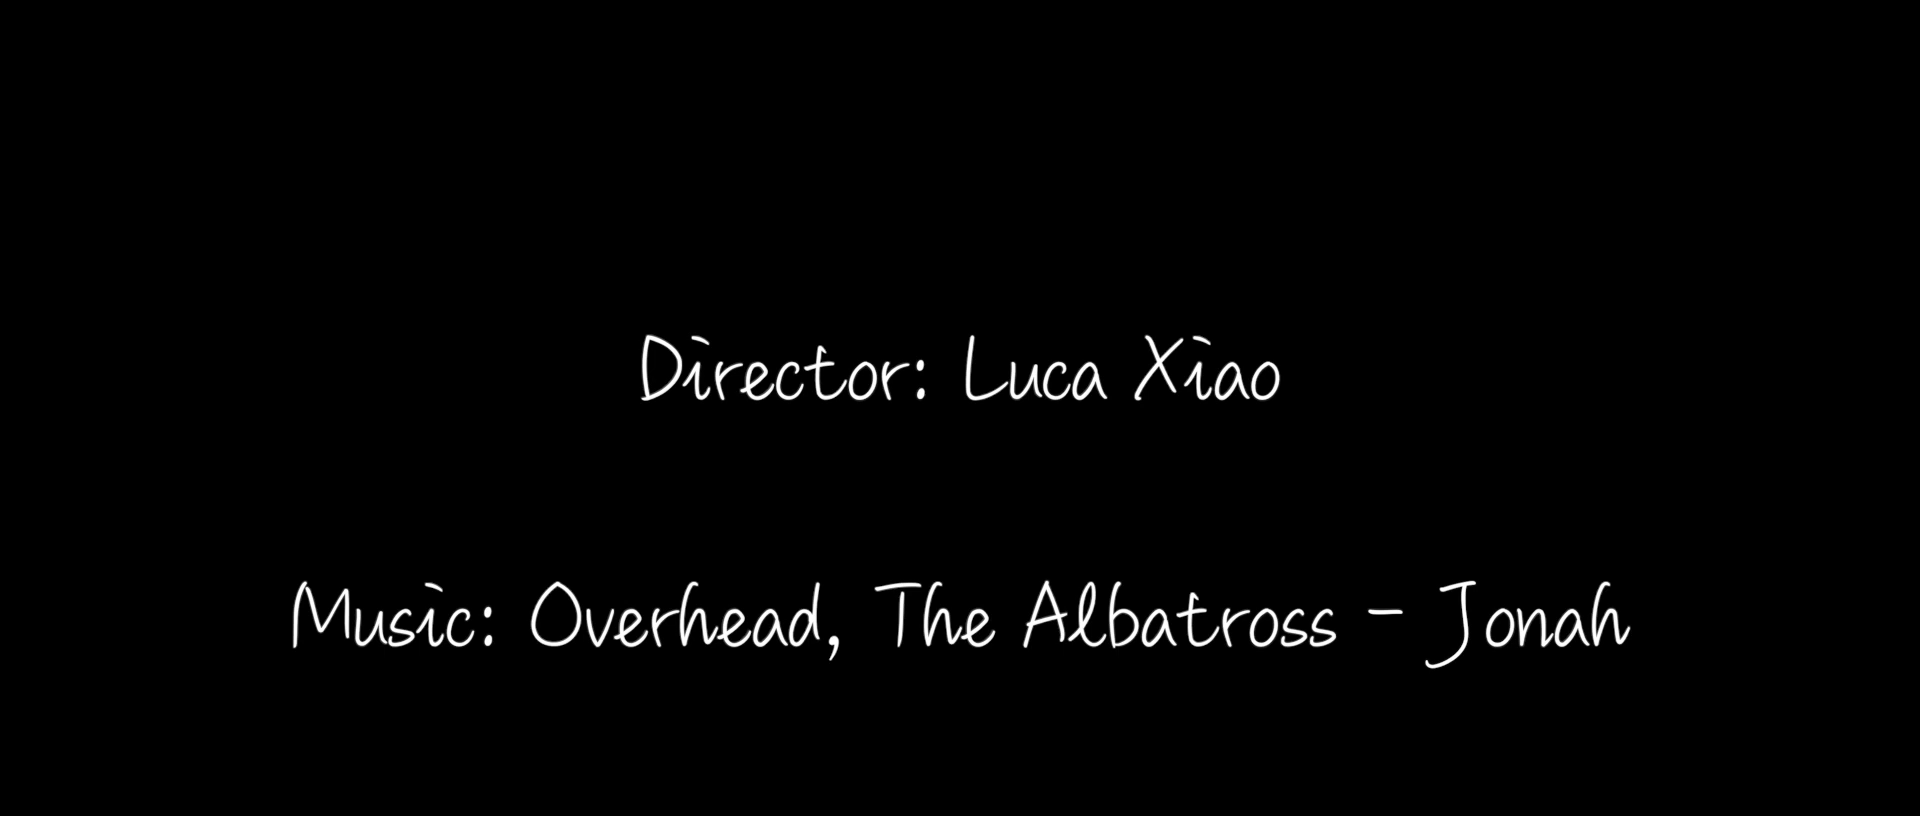 Director: Luca Xiao
Music: Overhead, The Albatross - Jonah